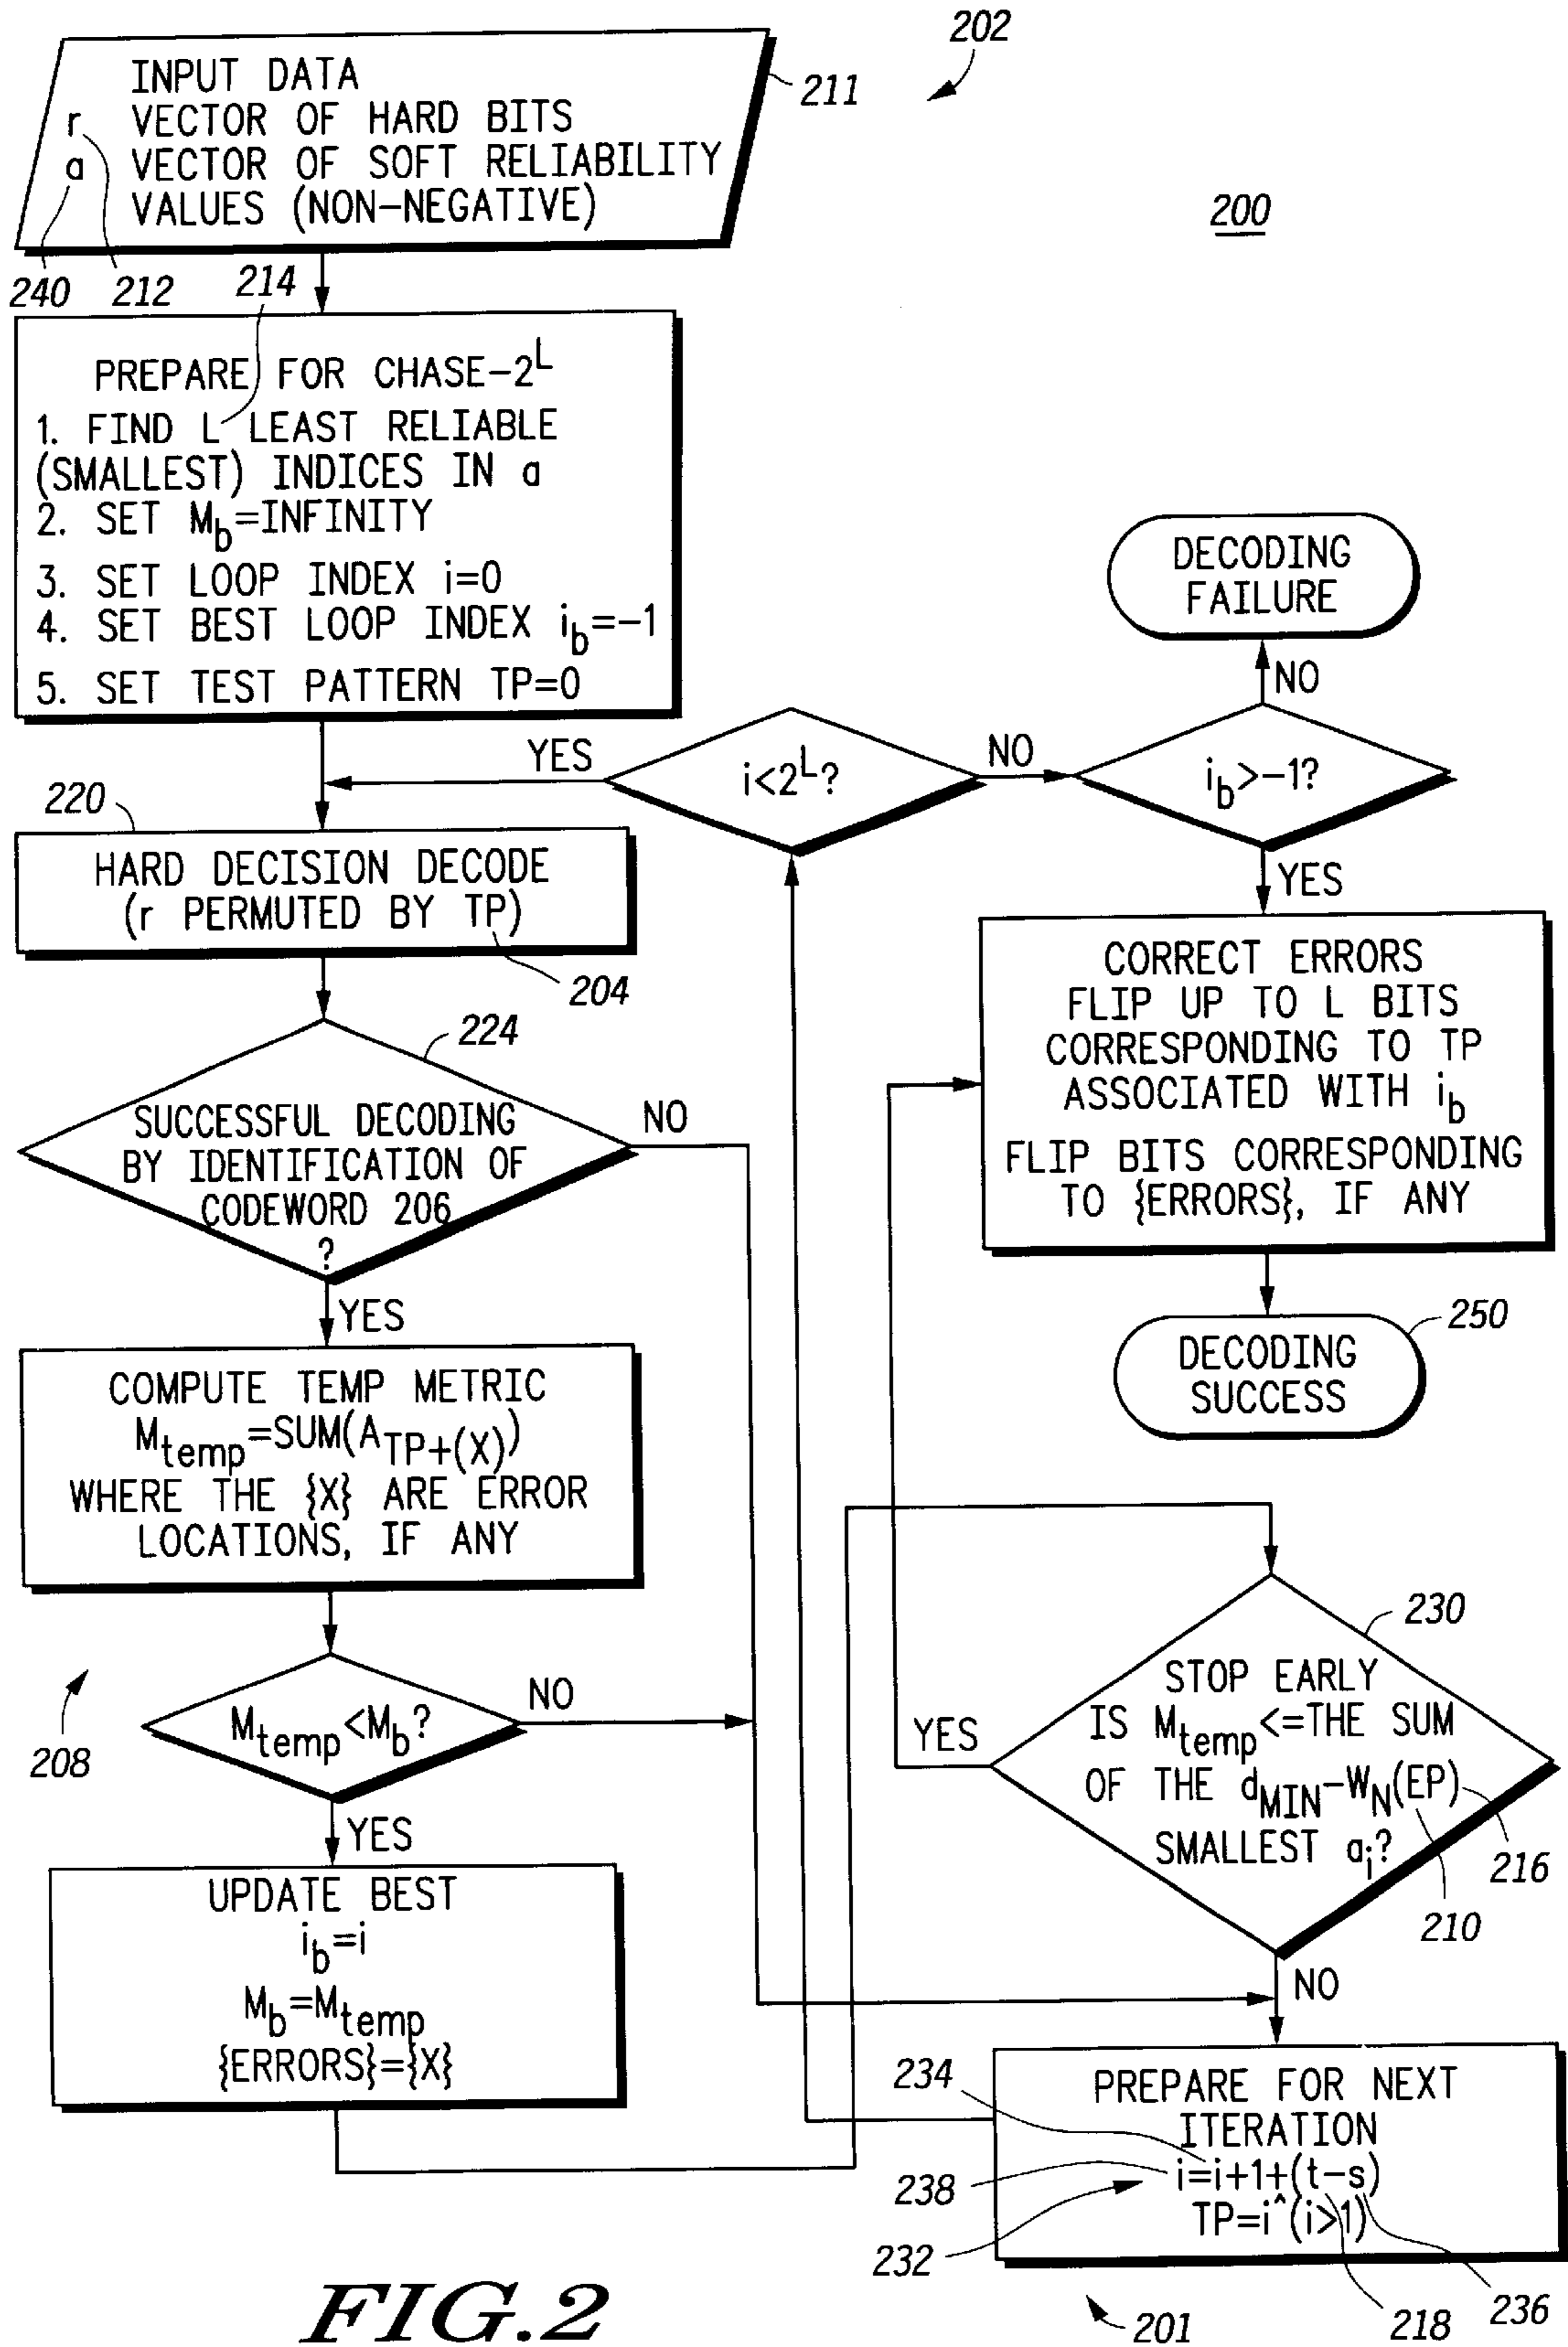 202
INPUT DATA
r VECTOR OF HARD BITS
a VECTOR OF SOFT RELIABILITY
VALUES (NON-NEGATIVE)
211
200
240
212
214
PREPARE FOR CHASE-2^L
1. FIND L LEAST RELIABLE
(SMALLEST) INDICES IN a
2. SET M_b=INFINITY
3. SET LOOP INDEX i=0
4. SET BEST LOOP INDEX i_b=-1
5. SET TEST PATTERN TP=0
DECODING
FAILURE
NO
YES
i<2^L?
NO
i_b>-1?
YES
220
HARD DECISION DECODE
(r PERMUTED BY TP)
204
224
SUCCESSFUL DECODING
BY IDENTIFICATION OF
CODEWORD 206
?
NO
YES
CORRECT ERRORS
FLIP UP TO L BITS
CORRESPONDING TO TP
ASSOCIATED WITH i_b
FLIP BITS CORRESPONDING
TO {ERRORS}, IF ANY
250
DECODING
SUCCESS
COMPUTE TEMP METRIC
M_temp=SUM(A_TP+(X))
WHERE THE {X} ARE ERROR
LOCATIONS, IF ANY
208
M_temp<M_b?
NO
YES
230
STOP EARLY
IS M_temp<=THE SUM
OF THE d_MIN-W_N(EP)
SMALLEST a_i?
YES
216
210
NO
UPDATE BEST
i_b=i
M_b=M_temp
{ERRORS}={X}
234
238
232
PREPARE FOR NEXT
ITERATION
i=i+1+(t-s)
TP=i^(i>1)
201
218
236
FIG.2